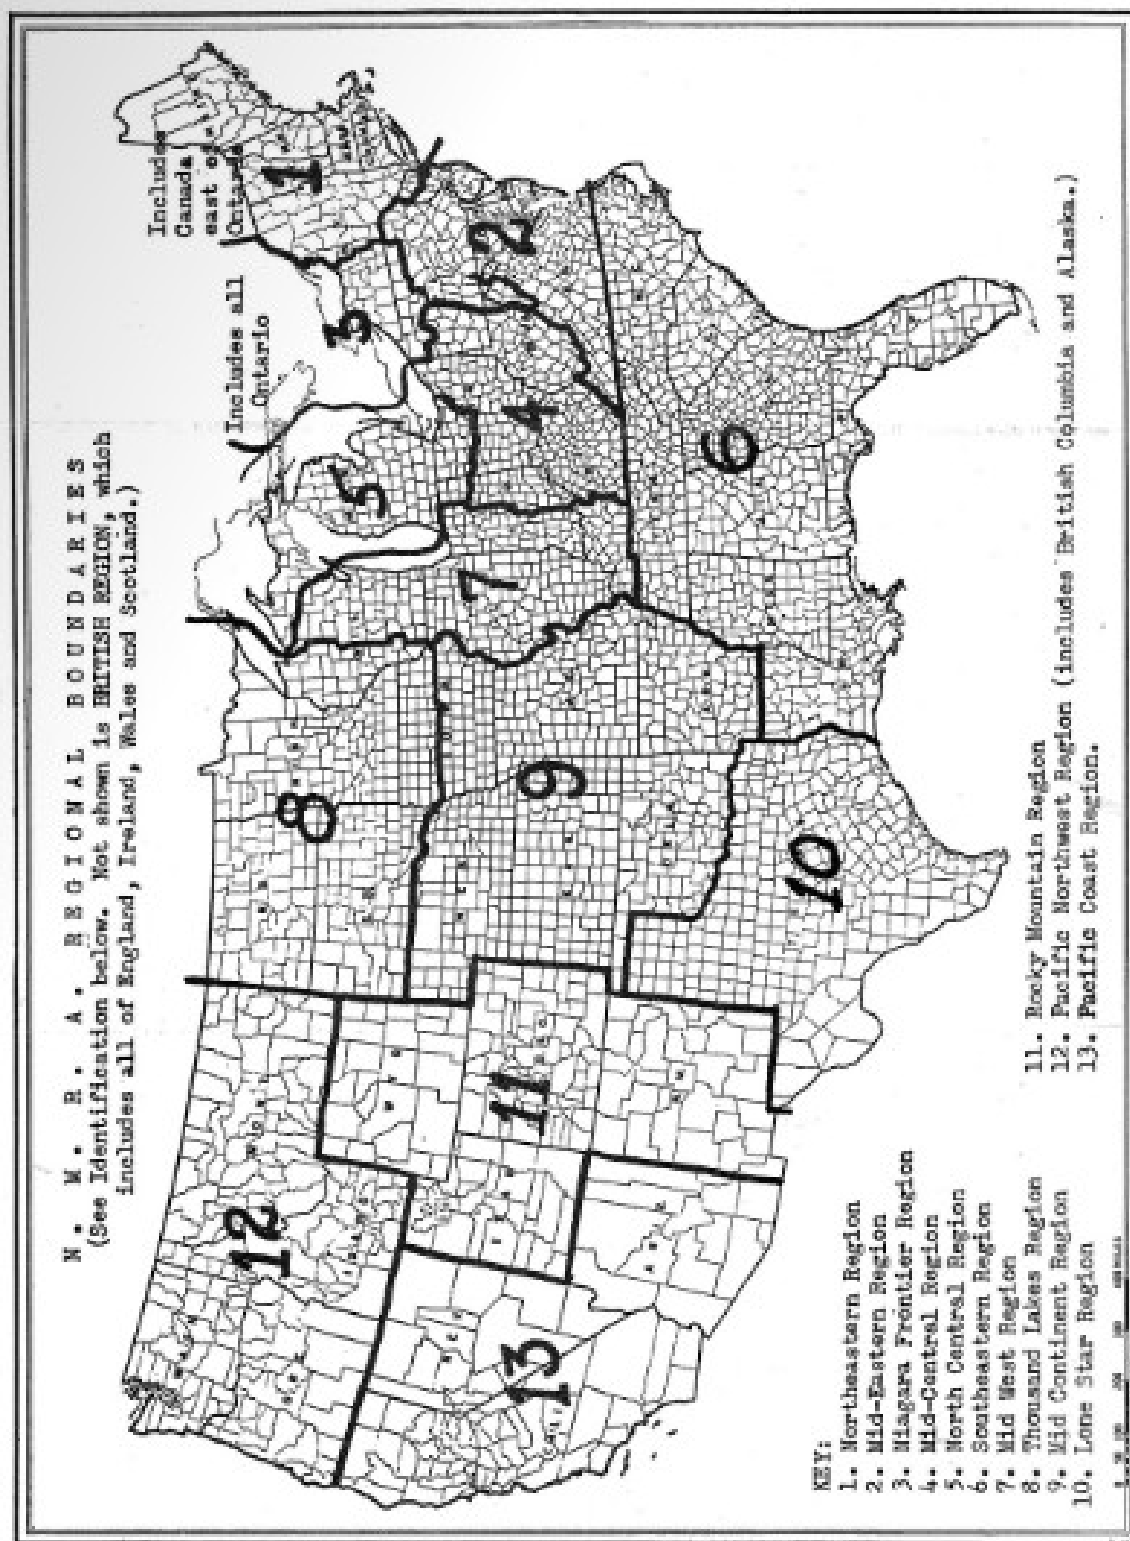 N. M. R. A. REGIONAL BOUNDARIES
(See Identification below. Not shown is BRITISH REGION, which
includes all of England, Ireland, Wales and Scotland.)
Includes
Canada
east of
Ontario
(Includes all
Ontario
1
2
3
4
5
6
7
8
9
10
11
12
13
KEY:
1. Northeastern Region
2. Mid-Eastern Region
3. Niagara Frontier Region
4. Mid-Central Region
5. North Central Region
6. Southeastern Region
7. Mid West Region
8. Thousand Lakes Region
9. Mid Continent Region
10. Lone Star Region
11. Rocky Mountain Region
12. Pacific Northwest Region (includes British Columbia and Alaska.)
13. Pacific Coast Region.